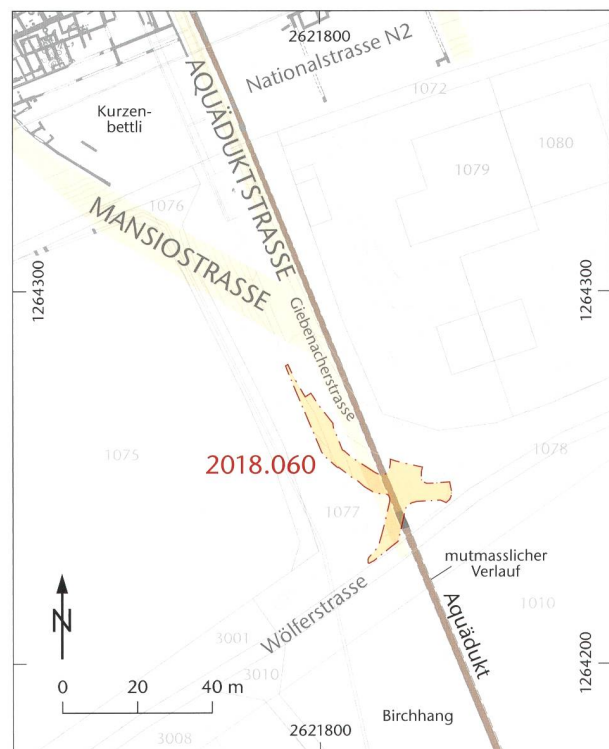 2621800
Nationalstrasse N2
1072
Kurzen-
bettli
AQUÄDUKTSTRASSE
1080
1079
1076
MANSIOSTRASSE
1264300
1264300
Giebenacherstrasse
1078
1075
2018.060
1077
mutmasslicher
Verlauf
Aquädukt
1010
Wölferstrasse
N
3001
3010
1264200
0 20 40 m
2621800
Birchhang
3008